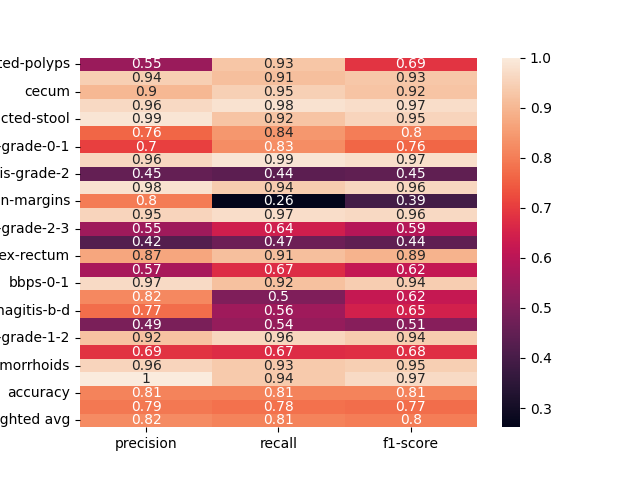 ted-polyps 0.55 0.93 0.69
0.94 0.91 0.93
cecum 0.9 0.95 0.92
0.96 0.98 0.97
cted-stool 0.99 0.92 0.95
0.76 0.84 0.8
-grade-0-1 0.7 0.83 0.76
0.96 0.99 0.97
is-grade-2 0.45 0.44 0.45
0.98 0.94 0.96
n-margins 0.8 0.26 0.39
0.95 0.97 0.96
-grade-2-3 0.55 0.64 0.59
0.42 0.47 0.44
ex-rectum 0.87 0.91 0.89
0.57 0.67 0.62
bbps-0-1 0.97 0.92 0.94
0.82 0.5 0.62
nagitis-b-d 0.77 0.56 0.65
0.49 0.54 0.51
-grade-1-2 0.92 0.96 0.94
0.69 0.67 0.68
morrhoids 0.96 0.93 0.95
1 0.94 0.97
accuracy 0.81 0.81 0.81
0.79 0.78 0.77
ghted avg 0.82 0.81 0.8
precision recall f1-score
1.0
0.9
0.8
0.7
0.6
0.5
0.4
0.3